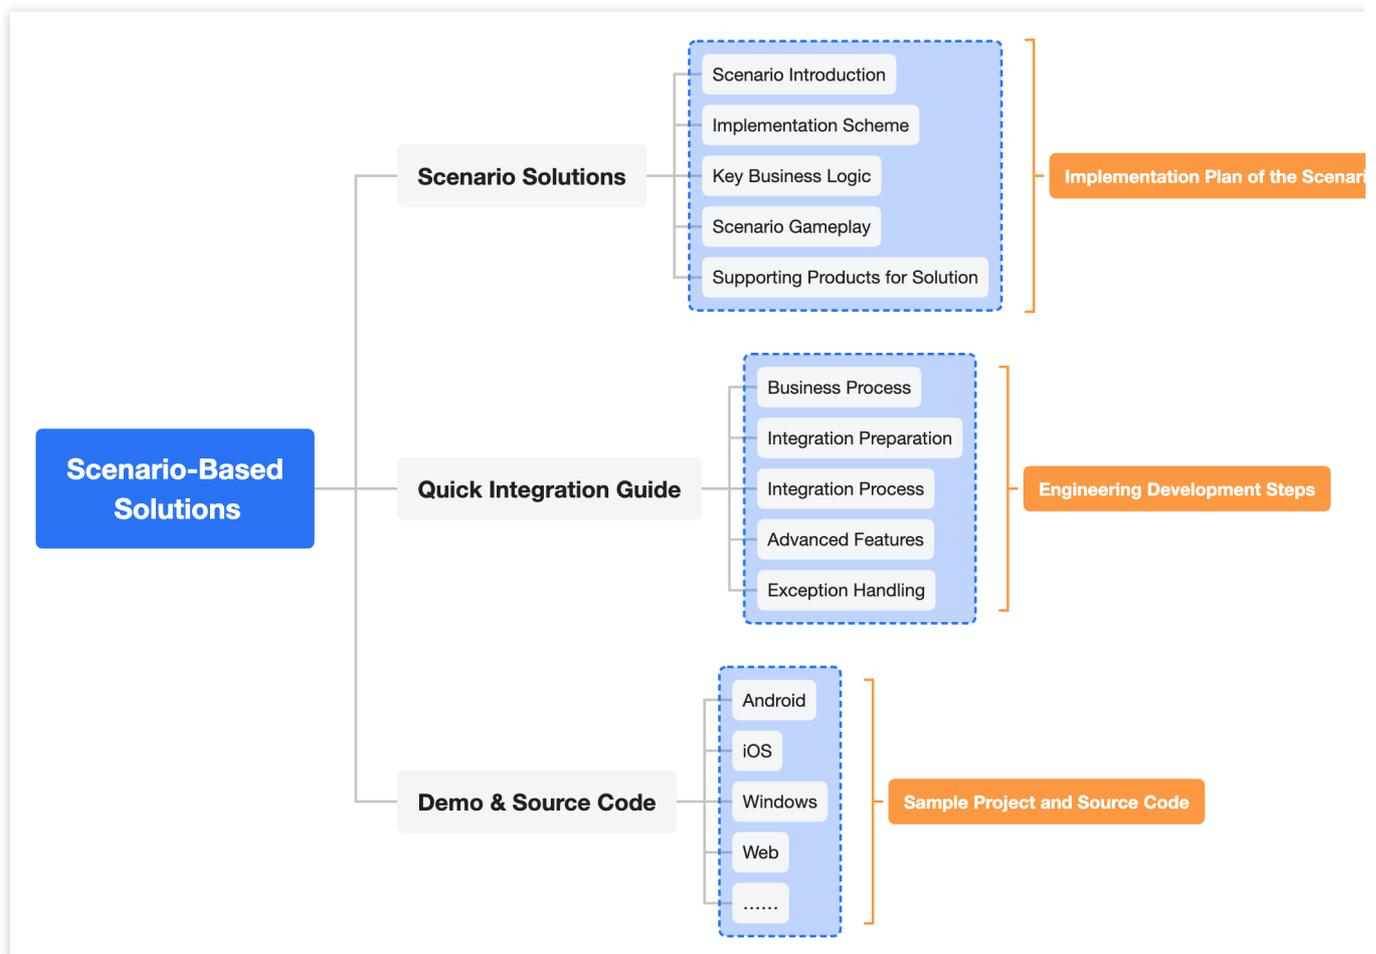 Scenario-Based
Solutions
Scenario Solutions
Scenario Introduction
Implementation Scheme
Key Business Logic
Scenario Gameplay
Supporting Products for Solution
Implementation Plan of the
Quick Integration Guide
Business Process
Integration Preparation
Integration Process
Advanced Features
Exception Handling
Engineering Development Steps
Demo & Source Code
Android
iOS
Windows
Web
......
Sample Project and Source Code